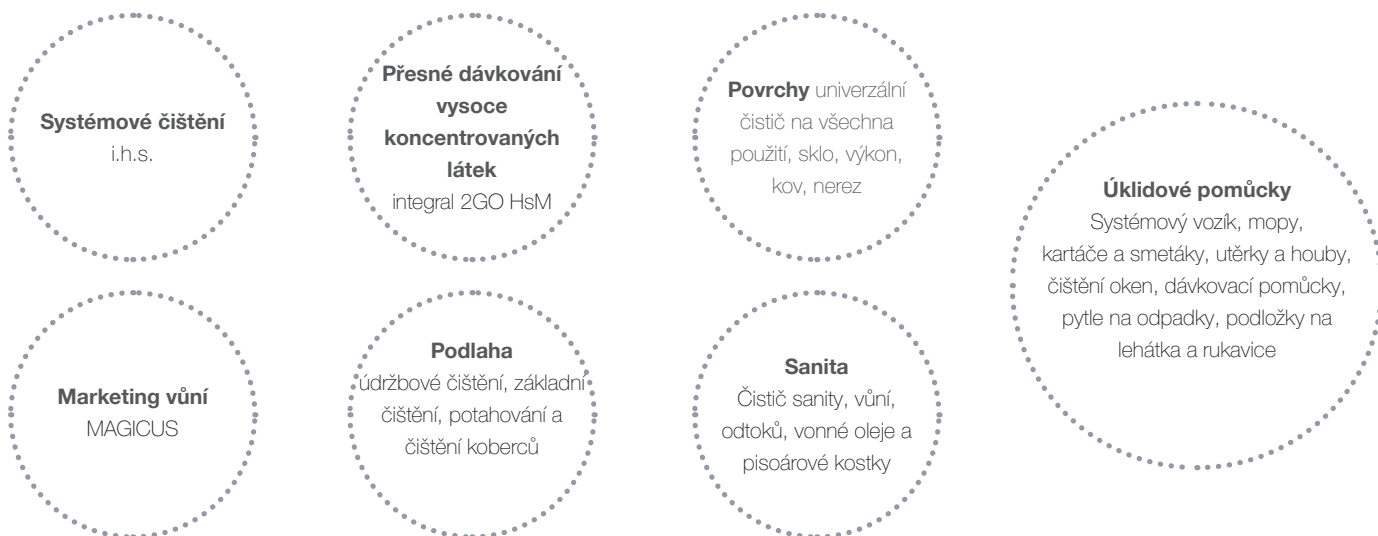 Systémové čištění
i.h.s.
Přesné dávkování
vysoce
koncentrovaných
látek
integral 2GO HsM
Povrchy univerzální
čistič na všechna
použití, sklo, výkon,
kov, nerez
Úklidové pomůcky
Systémový vozík, mopy,
kartáče a smetáky, utěrky a houby,
čištění oken, dávkovací pomůcky,
pytle na odpadky, podložky na
lehátka a rukavice
Marketing vůní
MAGICUS
Podlaha
údržbové čištění, základní
čištění, potahování a
čištění koberců
Sanita
Čistič sanity, vůní,
odtoků, vonné oleje a
pisoárové kostky